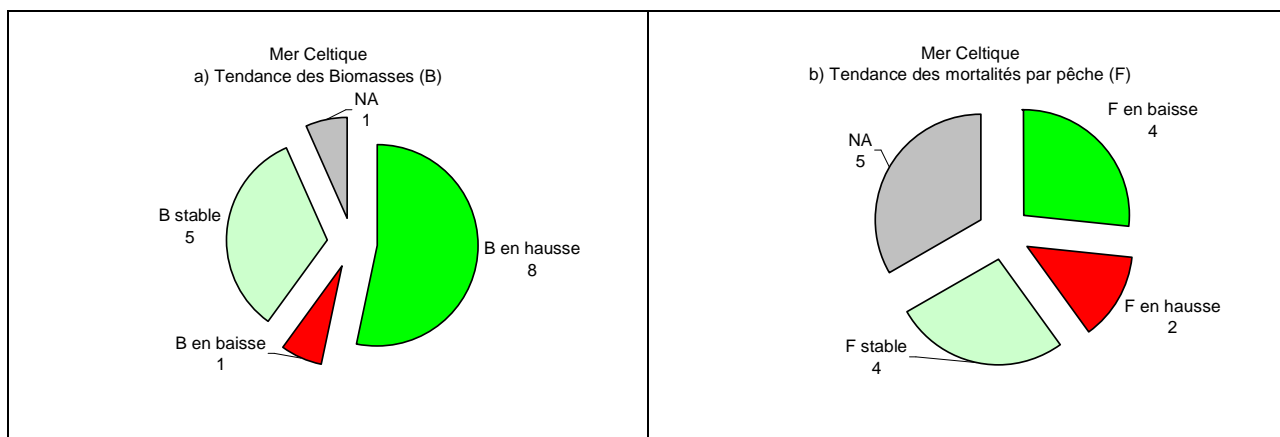 Mer Celtique
a) Tendance des Biomasses (B)
NA
1
B stable
5
B en hausse
8
B en baisse
1
Mer Celtique
b) Tendance des mortalités par pêche (F)
F en baisse
4
NA
5
F en hausse
2
F stable
4